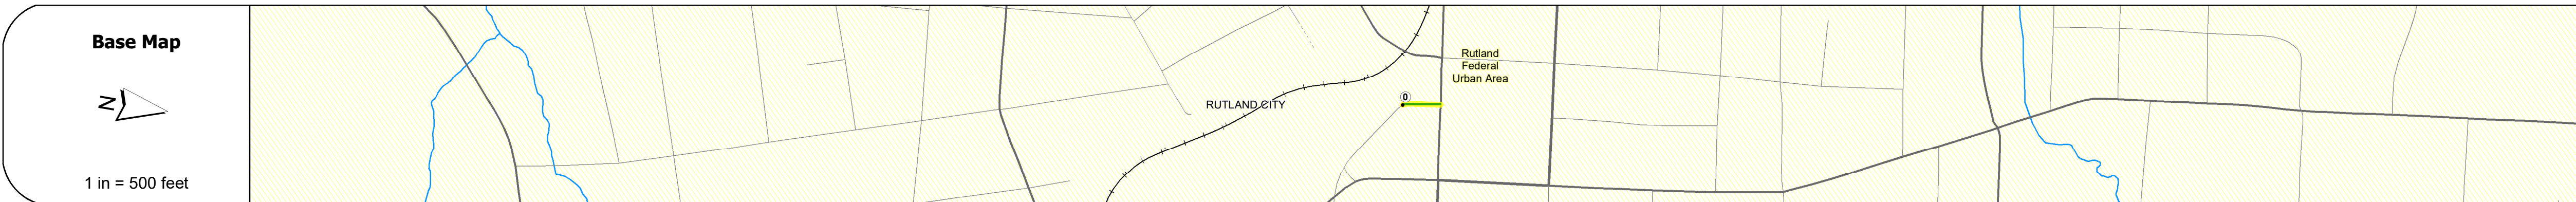 Base Map
N
1 in = 500 feet
RUTLAND CITY
0
Rutland
Federal
Urban Area